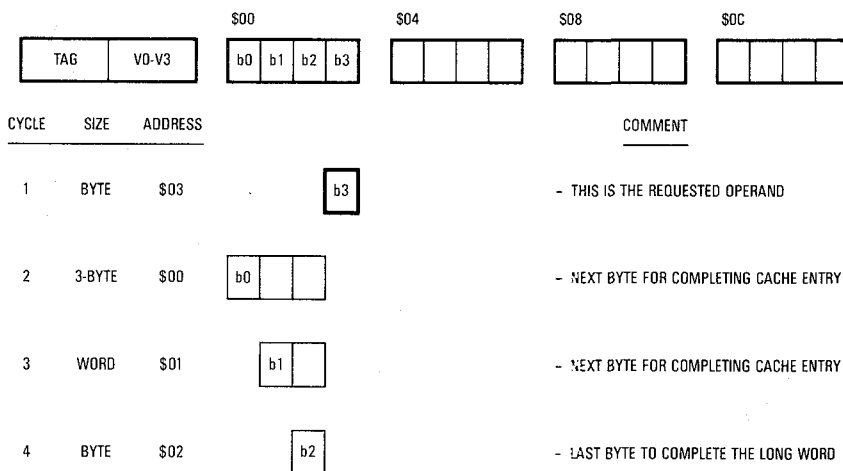 $00 $04 $08 $0C
TAG V0-V3 b0 b1 b2 b3
CYCLE SIZE ADDRESS COMMENT
1 BYTE $03 b3 - THIS IS THE REQUESTED OPERAND
2 3-BYTE $00 b0 - NEXT BYTE FOR COMPLETING CACHE ENTRY
3 WORD $01 b1 - NEXT BYTE FOR COMPLETING CACHE ENTRY
4 BYTE $02 b2 - LAST BYTE TO COMPLETE THE LONG WORD